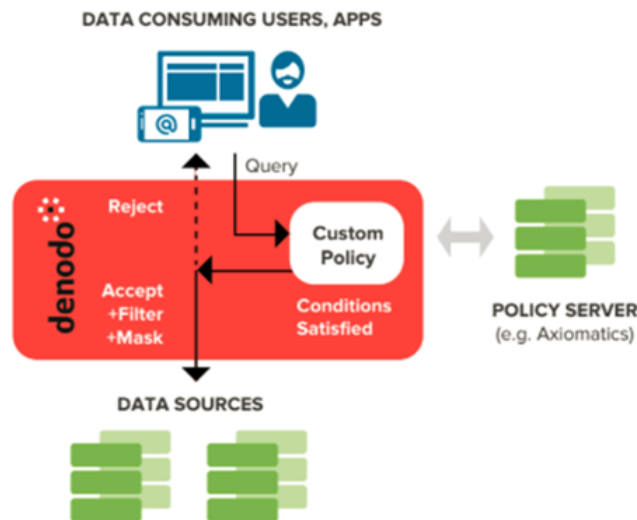 DATA CONSUMING USERS, APPS
@
Query
denodo
Reject
Custom
Policy
Accept
+Filter
+Mask
Conditions
Satisfied
POLICY SERVER
(e.g. Axiomatics)
DATA SOURCES